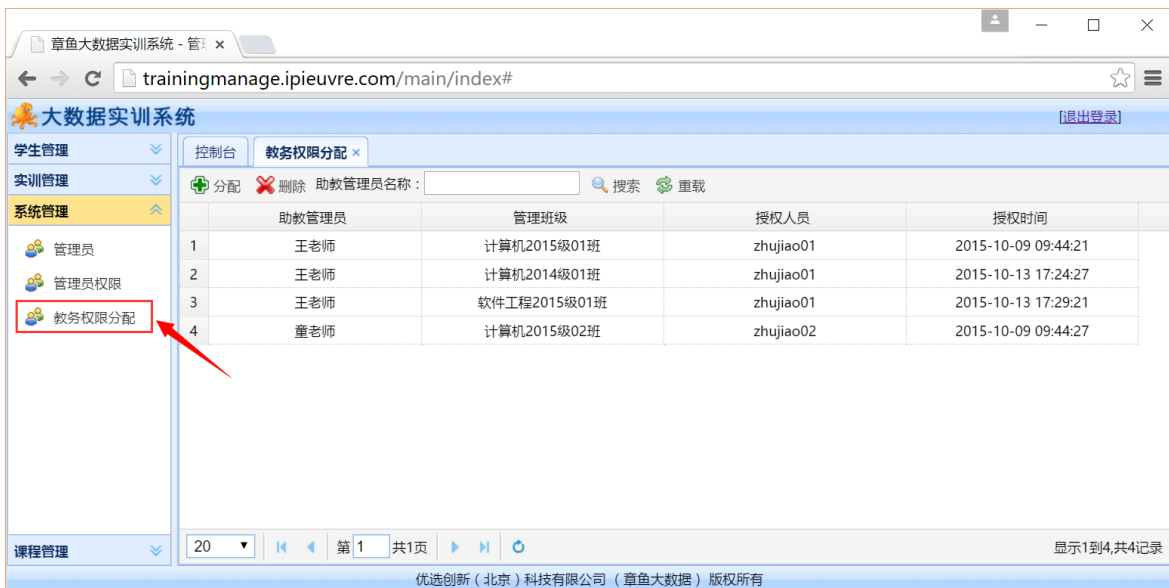 章鱼大数据实训系统 - 管
trainingmanage.ipieuvre.com/main/index#
大数据实训系统 [退出登录]
学生管理
实训管理
系统管理
管理员
管理员权限
教务权限分配
课程管理
控制台 教务权限分配
分配 删除 助教管理员名称： 搜索 重载
助教管理员 管理班级 授权人员 授权时间
1 王老师 计算机2015级01班 zhujiao01 2015-10-09 09:44:21
2 王老师 计算机2014级01班 zhujiao01 2015-10-13 17:24:27
3 王老师 软件工程2015级01班 zhujiao01 2015-10-13 17:29:21
4 童老师 计算机2015级02班 zhujiao02 2015-10-09 09:44:27
20 第 1 共1页 显示1到4,共4记录
优选创新（北京）科技有限公司（章鱼大数据）版权所有